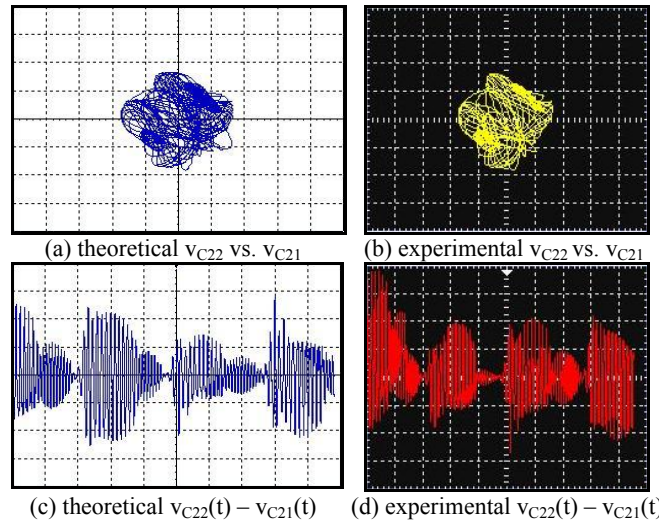 (a) theoretical vC22 vs. vC21
(b) experimental vC22 vs. vC21
(c) theoretical vC22(t) – vC21(t)
(d) experimental vC22(t) – vC21(t)